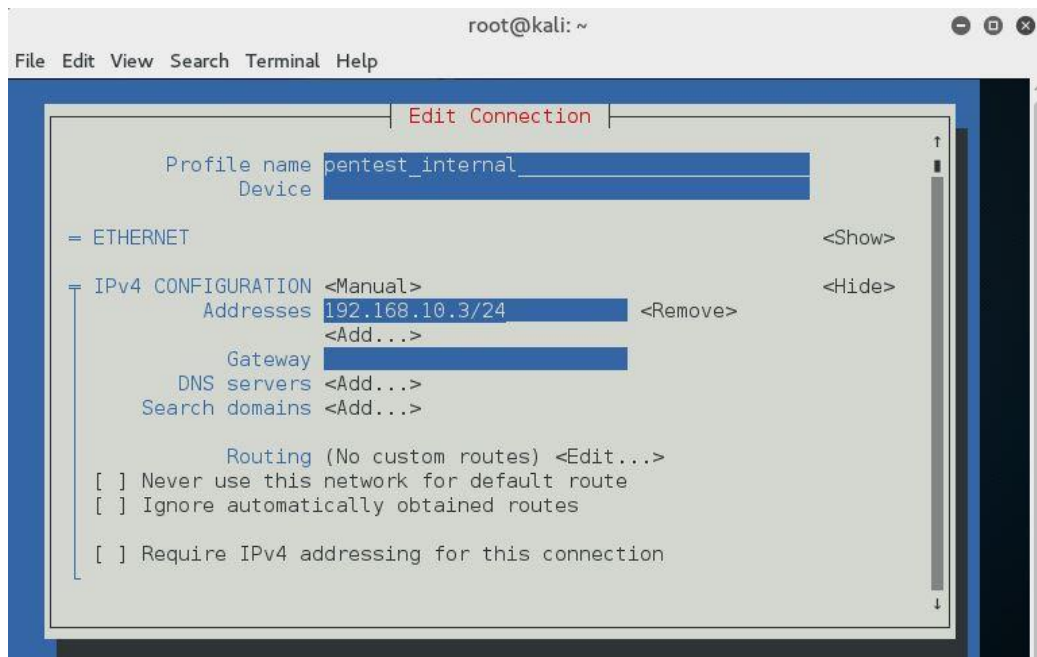 root@kali: ~
File Edit View Search Terminal Help
Edit Connection
Profile name pentest_internal
Device
= ETHERNET <Show>
IPv4 CONFIGURATION <Manual> <Hide>
Addresses 192.168.10.3/24 <Remove>
<Add...>
Gateway
DNS servers <Add...>
Search domains <Add...>
Routing (No custom routes) <Edit...>
[ ] Never use this network for default route
[ ] Ignore automatically obtained routes
[ ] Require IPv4 addressing for this connection